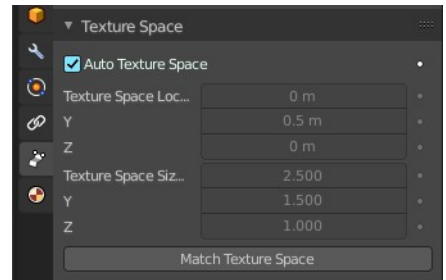 Texture Space
Auto Texture Space
Texture Space Loc... 0 m
Y 0.5 m
Z 0 m
Texture Space Siz... 2.500
Y 1.500
Z 1.000
Match Texture Space